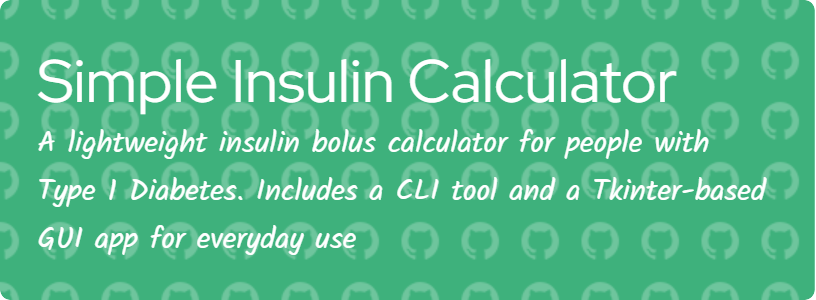 Simple Insulin Calculator
A lightweight insulin bolus calculator for people with
Type 1 Diabetes. Includes a CLI tool and a Tkinter-based
GUI app for everyday use